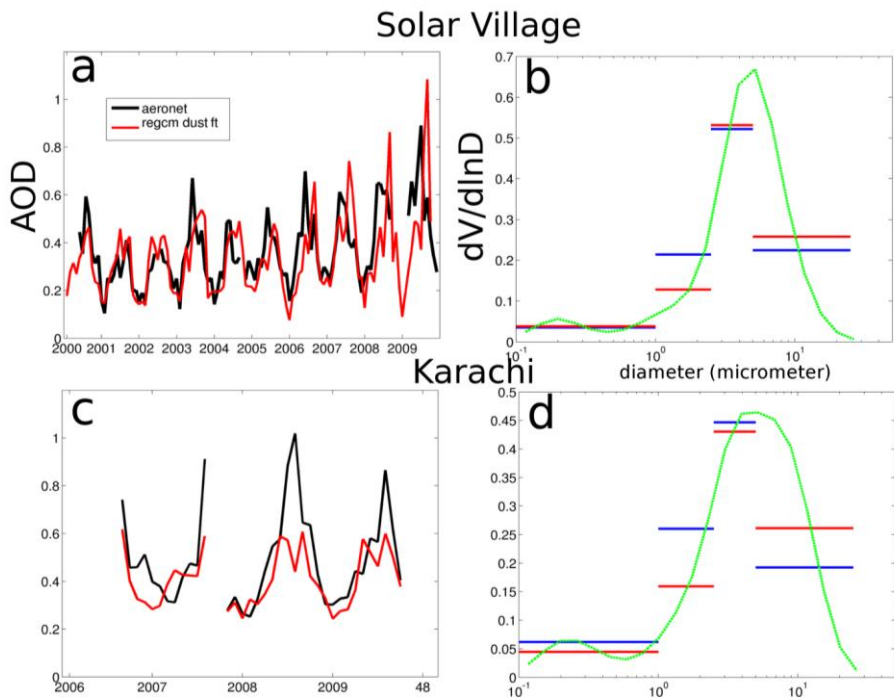 Solar Village
a
AOD
1
0.8
0.6
0.4
0.2
0
aeronet
regcm dust ft
2000 2001 2002 2003 2004 2005 2006 2007 2008 2009
b
dV/dlnD
0.7
0.6
0.5
0.4
0.3
0.2
0.1
0
10-1 100 101
diameter (micrometer)
Karachi
c
1
0.8
0.6
0.4
0.2
0
2006 2007 2008 2009 48
d
0.5
0.45
0.4
0.35
0.3
0.25
0.2
0.15
0.1
0.05
0
10-1 100 101